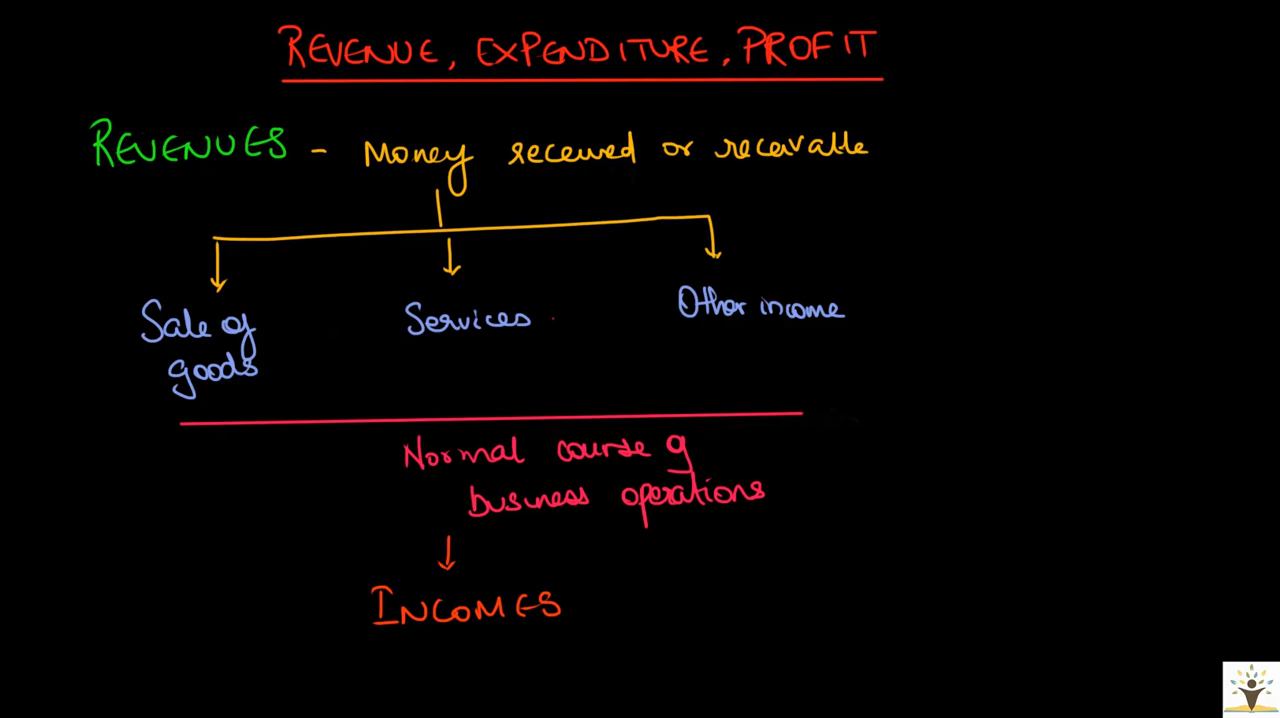 REVENUE, EXPENDITURE, PROFIT
REVENUES - Money received or receivable
Sale of
goods
Services
Other income
Normal course of
business operations
INCOMES